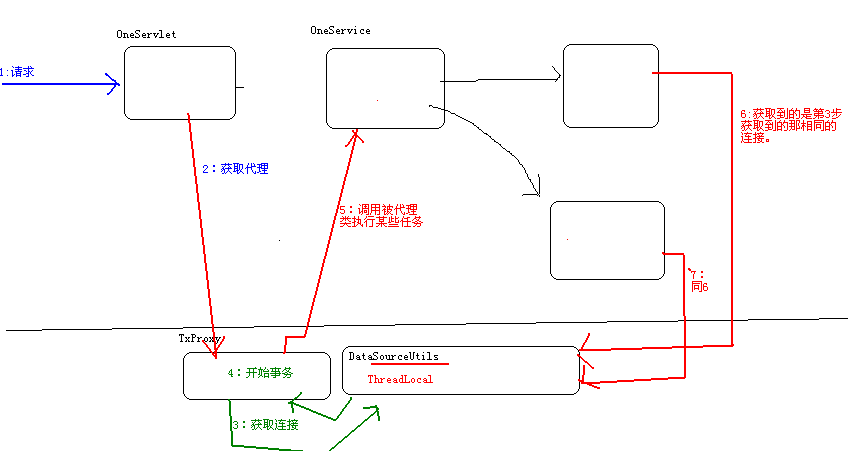 OneServlet
OneService
1:请求
6:获取到的是第3步
获取到的那相同的
连接。
2：获取代理
5：调用被代理
类执行某些任务
7：
同6
TxProxy
DataSourceUtils
4：开始事务
ThreadLocal
3：获取连接